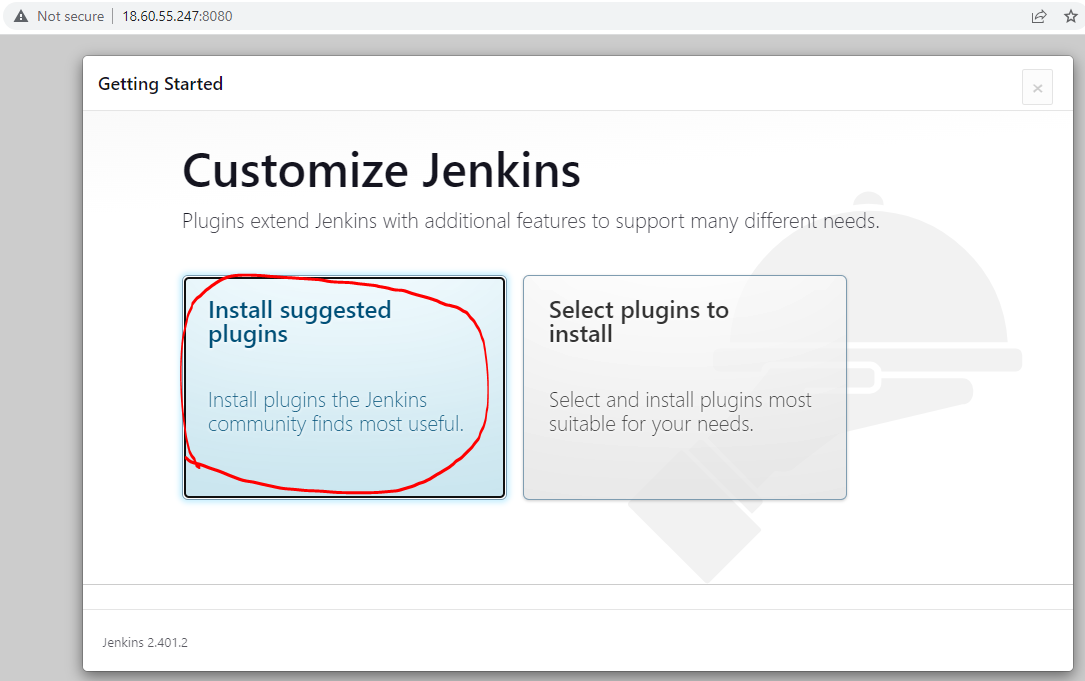 Not secure | 18.60.55.247:8080
Getting Started
×
Customize Jenkins
Plugins extend Jenkins with additional features to support many different needs.
Install suggested
plugins
Install plugins the Jenkins
community finds most useful.
Select plugins to
install
Select and install plugins most
suitable for your needs.
Jenkins 2.401.2